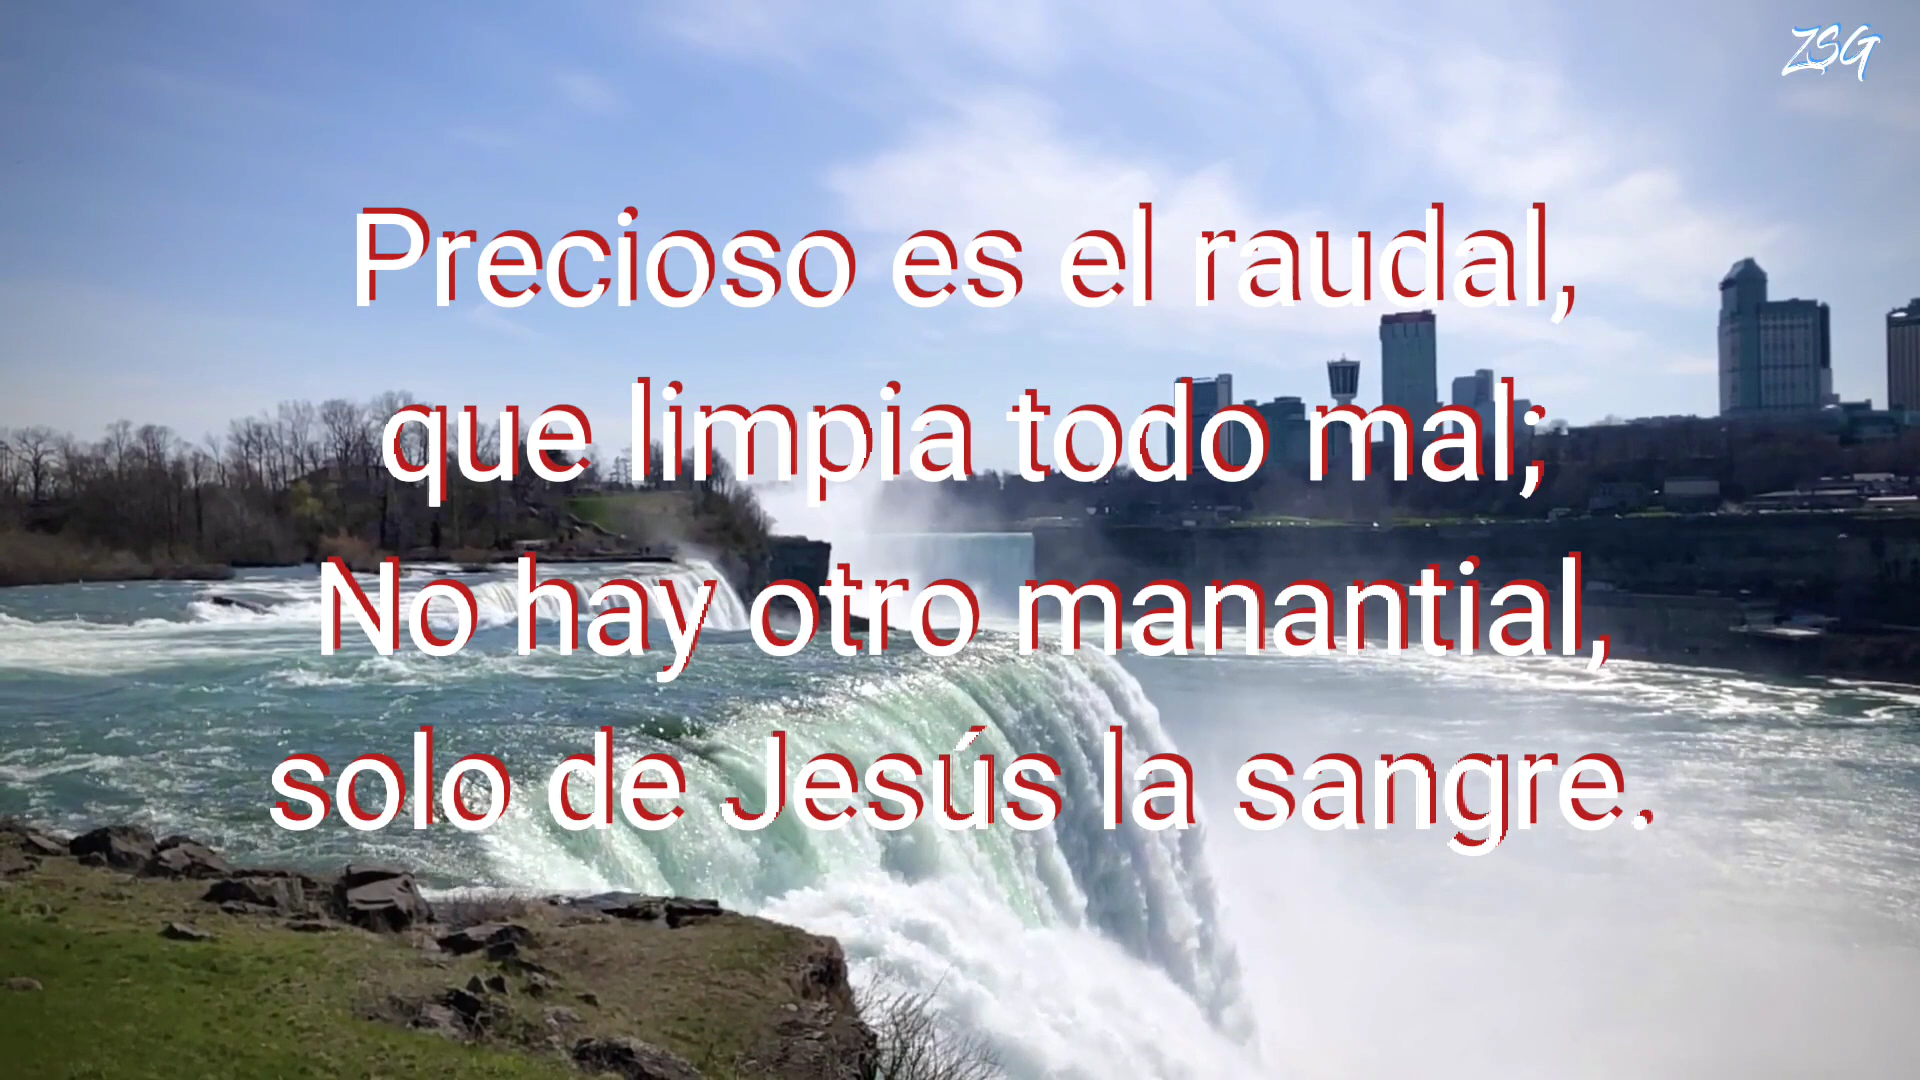 ZSG
Precioso es el raudal,
que limpia todo mal;
No hay otro manantial,
solo de Jesús la sangre.